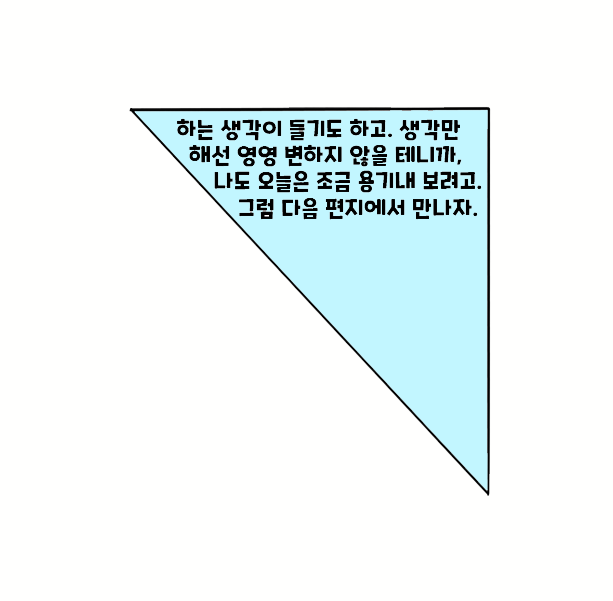 하는 생각이 들기도 하고. 생각만
해선 영영 변하지 않을 테니까,
나도 오늘은 조금 용기내 보려고.
그럼 다음 편지에서 만나자.